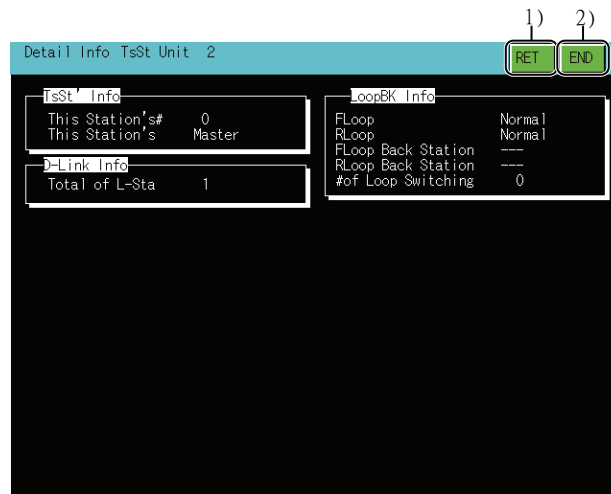 1) 2)
Detail Info TsSt Unit 2 RET END
TsSt' Info
This Station's# 0
This Station's Master
D-Link Info
Total of L-Sta 1
LoopBK Info
FLoop Normal
RLoop Normal
FLoop Back Station ---
RLoop Back Station ---
#of Loop Switching 0